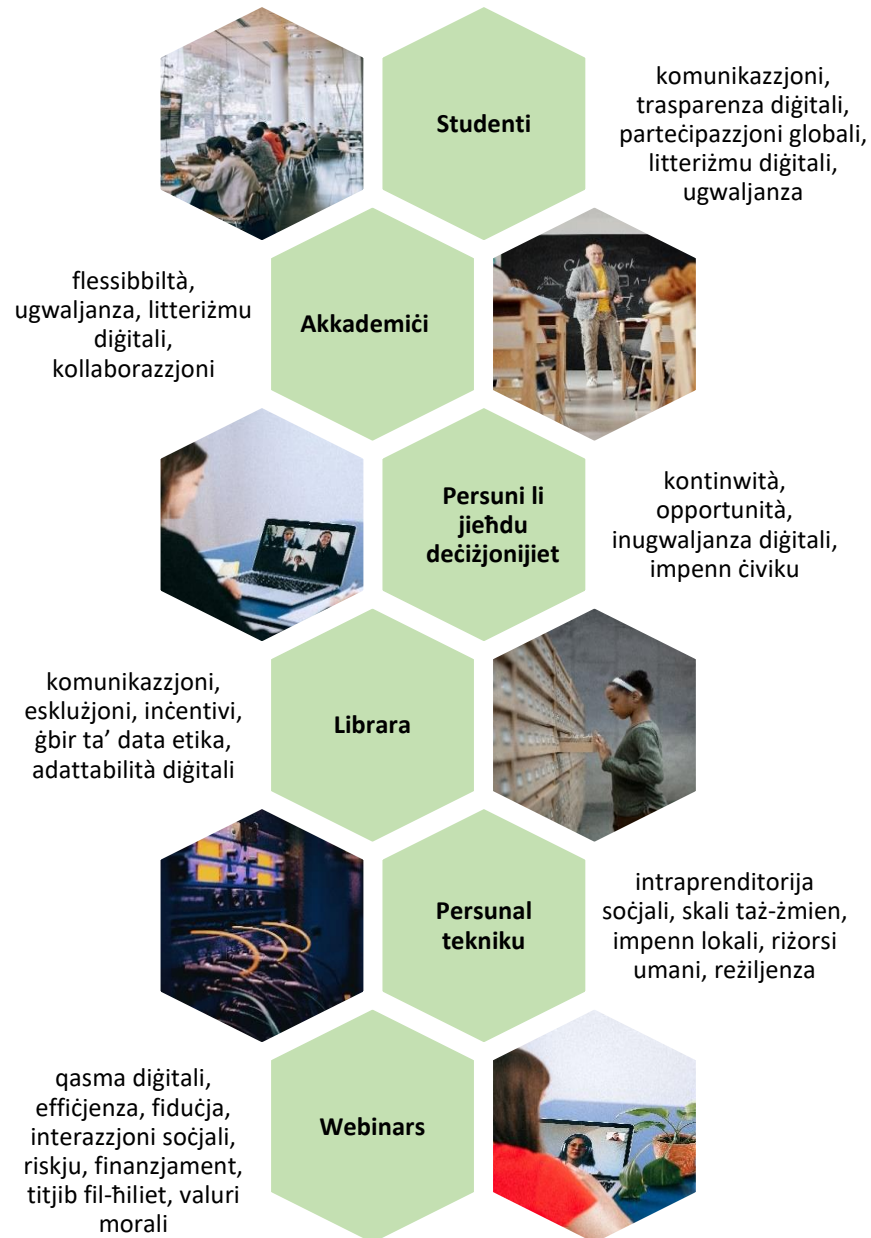 Studenti
komunikazzjoni,
trasparenza diġitali,
parteċipazzjoni globali,
litteriżmu diġitali,
ugwaljanza
flessibbiltà,
ugwaljanza, litteriżmu
diġitali,
kollaborazzjoni
Akkademiċi
Persuni li
jieħdu
deċiżjonijiet
kontinwità,
opportunità,
inugwaljanza diġitali,
impenn ċiviku
komunikazzjoni,
esklużjoni, inċentivi,
ġbir ta’ data etika,
adattabilità diġitali
Librara
Persunal
tekniku
intraprenditorija
soċjali, skali taż-żmien,
impenn lokali, riżorsi
umani, reżiljenza
qasma diġitali,
effiċjenza, fiduċja,
interazzjoni soċjali,
riskju, finanzjament,
titjib fil-ħiliet, valuri
morali
Webinars